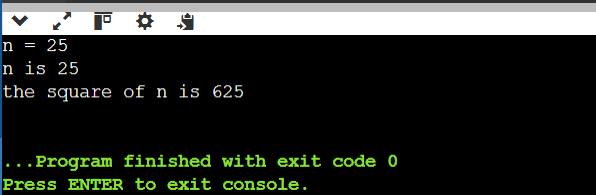 n = 25
n is 25
the square of n is 625
...Program finished with exit code 0
Press ENTER to exit console.